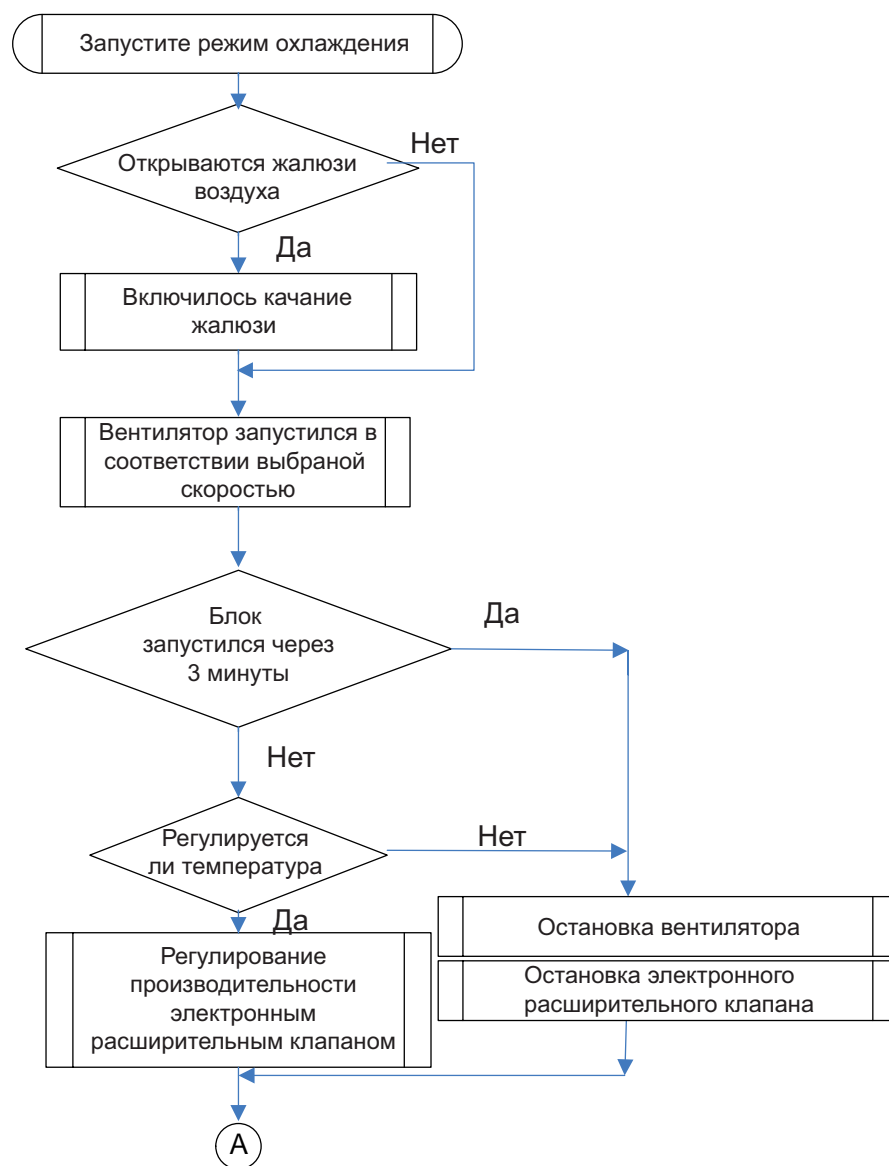 Запустите режим охлаждения
Нет
Открываются жалюзи
воздуха
Да
Включилось качание
жалюзи
Вентилятор запустился в
соответствии выбраной
скоростью
Блок
запустился через
3 минуты
Да
Нет
Регулируется
ли температура
Нет
Да
Остановка вентилятора
Регулирование
производительности
электронным
расширительным клапаном
Остановка электронного
расширительного клапана
А